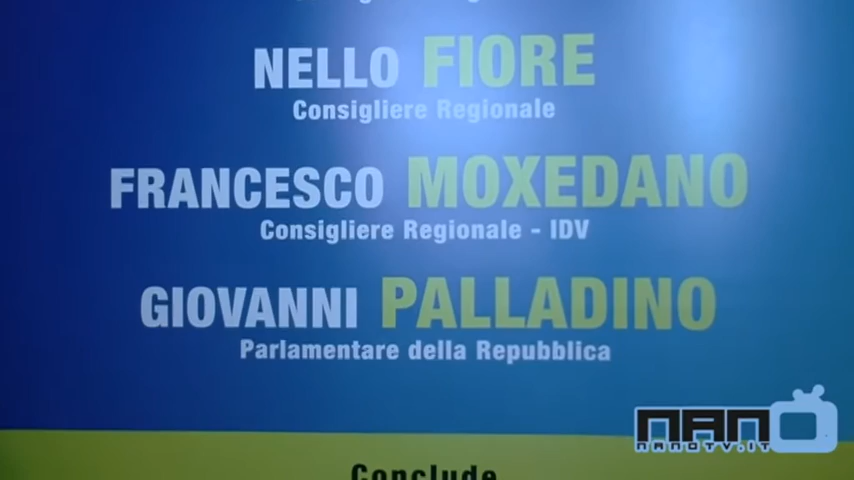 NELLO FIORE
Consigliere Regionale
FRANCESCO MOXEDANO
Consigliere Regionale - IDV
GIOVANNI PALLADINO
Parlamentare della Repubblica
NANO
NANOTV.IT
Conclude